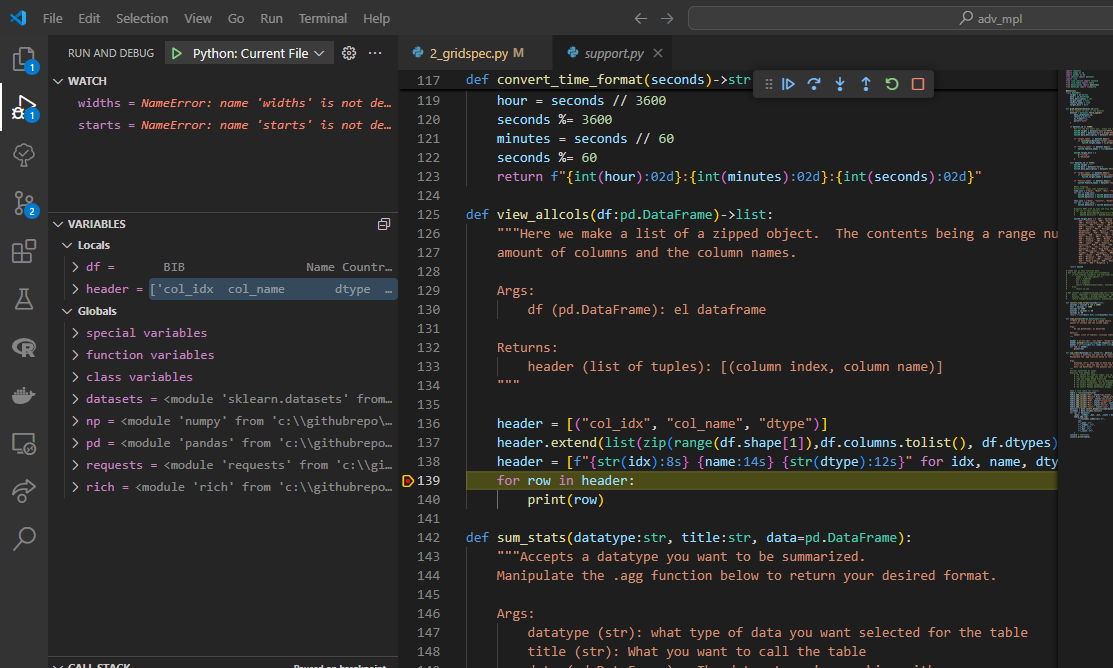 File Edit Selection View Go Run Terminal Help
adv_mpl
RUN AND DEBUG Python: Current File
WATCH
widths = NameError: name 'widths' is not de…
starts = NameError: name 'starts' is not de…
VARIABLES
Locals
df = BIB Name Countr…
header = ['col_idx col_name dtype …
Globals
special variables
function variables
class variables
datasets = <module 'sklearn.datasets' from…
np = <module 'numpy' from 'c:\\githubrepo\…
pd = <module 'pandas' from 'c:\\githubrepo…
requests = <module 'requests' from 'c:\\gi…
rich = <module 'rich' from 'c:\\githubrepo…
CALL STACK Paused on breakpoint
1
1
2
2_gridspec.py M support.py
117 def convert_time_format(seconds)->str
119 hour = seconds // 3600
120 seconds %= 3600
121 minutes = seconds // 60
122 seconds %= 60
123 return f"{int(hour):02d}:{int(minutes):02d}:{int(seconds):02d}"
124
125 def view_allcols(df:pd.DataFrame)->list:
126 """Here we make a list of a zipped object. The contents being a range nu
127 amount of columns and the column names.
128
129 Args:
130 df (pd.DataFrame): el dataframe
131
132 Returns:
133 header (list of tuples): [(column index, column name)]
134 """
135
136 header = [("col_idx", "col_name", "dtype")]
137 header.extend(list(zip(range(df.shape[1]),df.columns.tolist(), df.dtypes)
138 header = [f"{str(idx):8s} {name:14s} {str(dtype):12s}" for idx, name, dty
139 for row in header:
140 print(row)
141
142 def sum_stats(datatype:str, title:str, data=pd.DataFrame):
143 """Accepts a datatype you want to be summarized.
144 Manipulate the .agg function below to return your desired format.
145
146 Args:
147 datatype (str): what type of data you want selected for the table
148 title (str): What you want to call the table